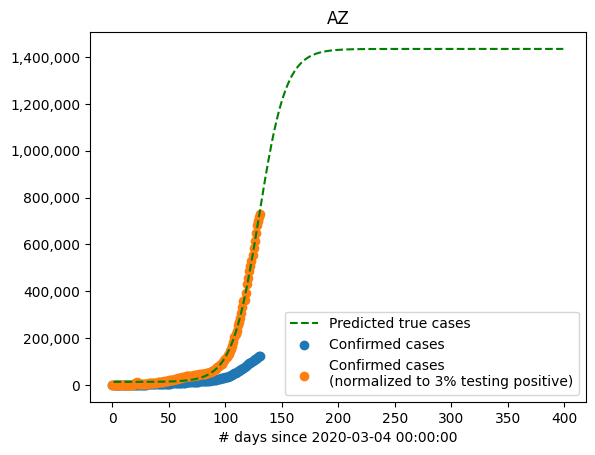 AZ
1,400,000
1,200,000
1,000,000
800,000
600,000
400,000
200,000
0
Predicted true cases
Confirmed cases
Confirmed cases
(normalized to 3% testing positive)
0 50 100 150 200 250 300 350 400
# days since 2020-03-04 00:00:00